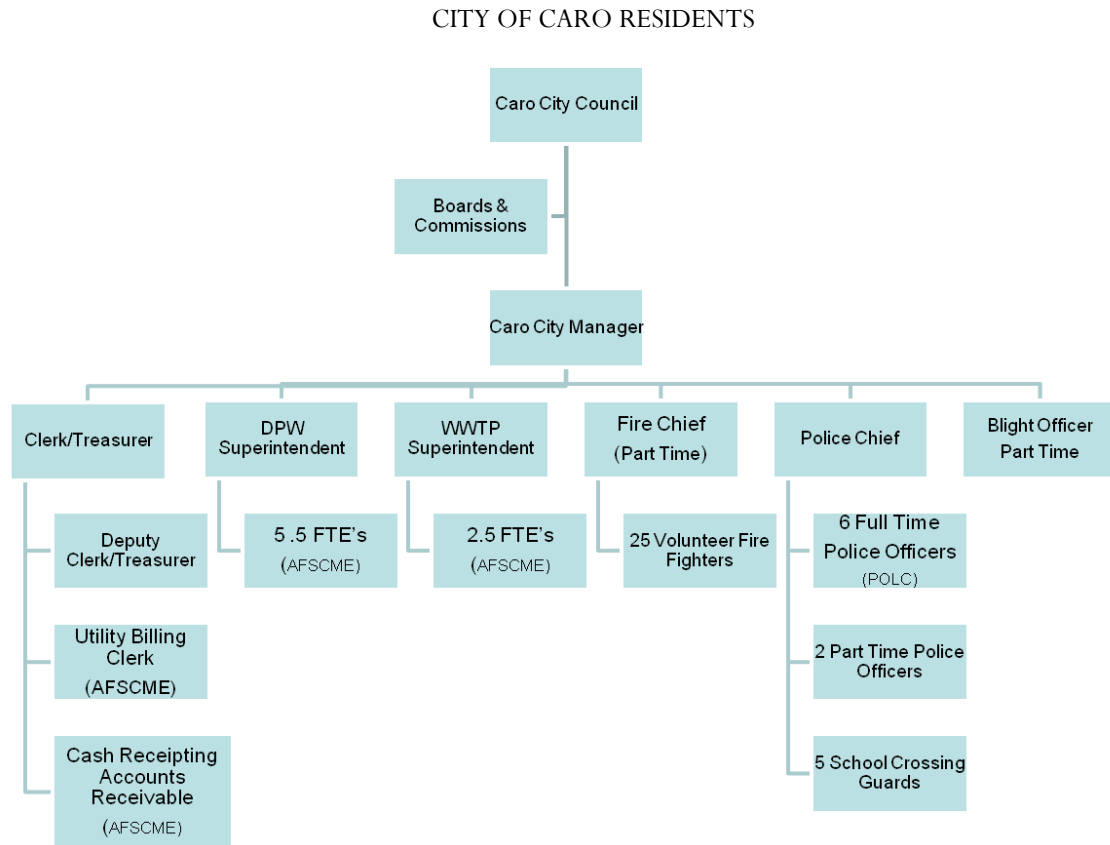 CITY OF CARO RESIDENTS
Caro City Council
Boards &
Commissions
Caro City Manager
Clerk/Treasurer
DPW
Superintendent
WWTP
Superintendent
Fire Chief
(Part Time)
Police Chief
Blight Officer
Part Time
Deputy
Clerk/Treasurer
5 .5 FTE's
(AFSCME)
2.5 FTE's
(AFSCME)
25 Volunteer Fire
Fighters
6 Full Time
Police Officers
(POLC)
Utility Billing
Clerk
(AFSCME)
2 Part Time Police
Officers
Cash Receipting
Accounts
Receivable
(AFSCME)
5 School Crossing
Guards